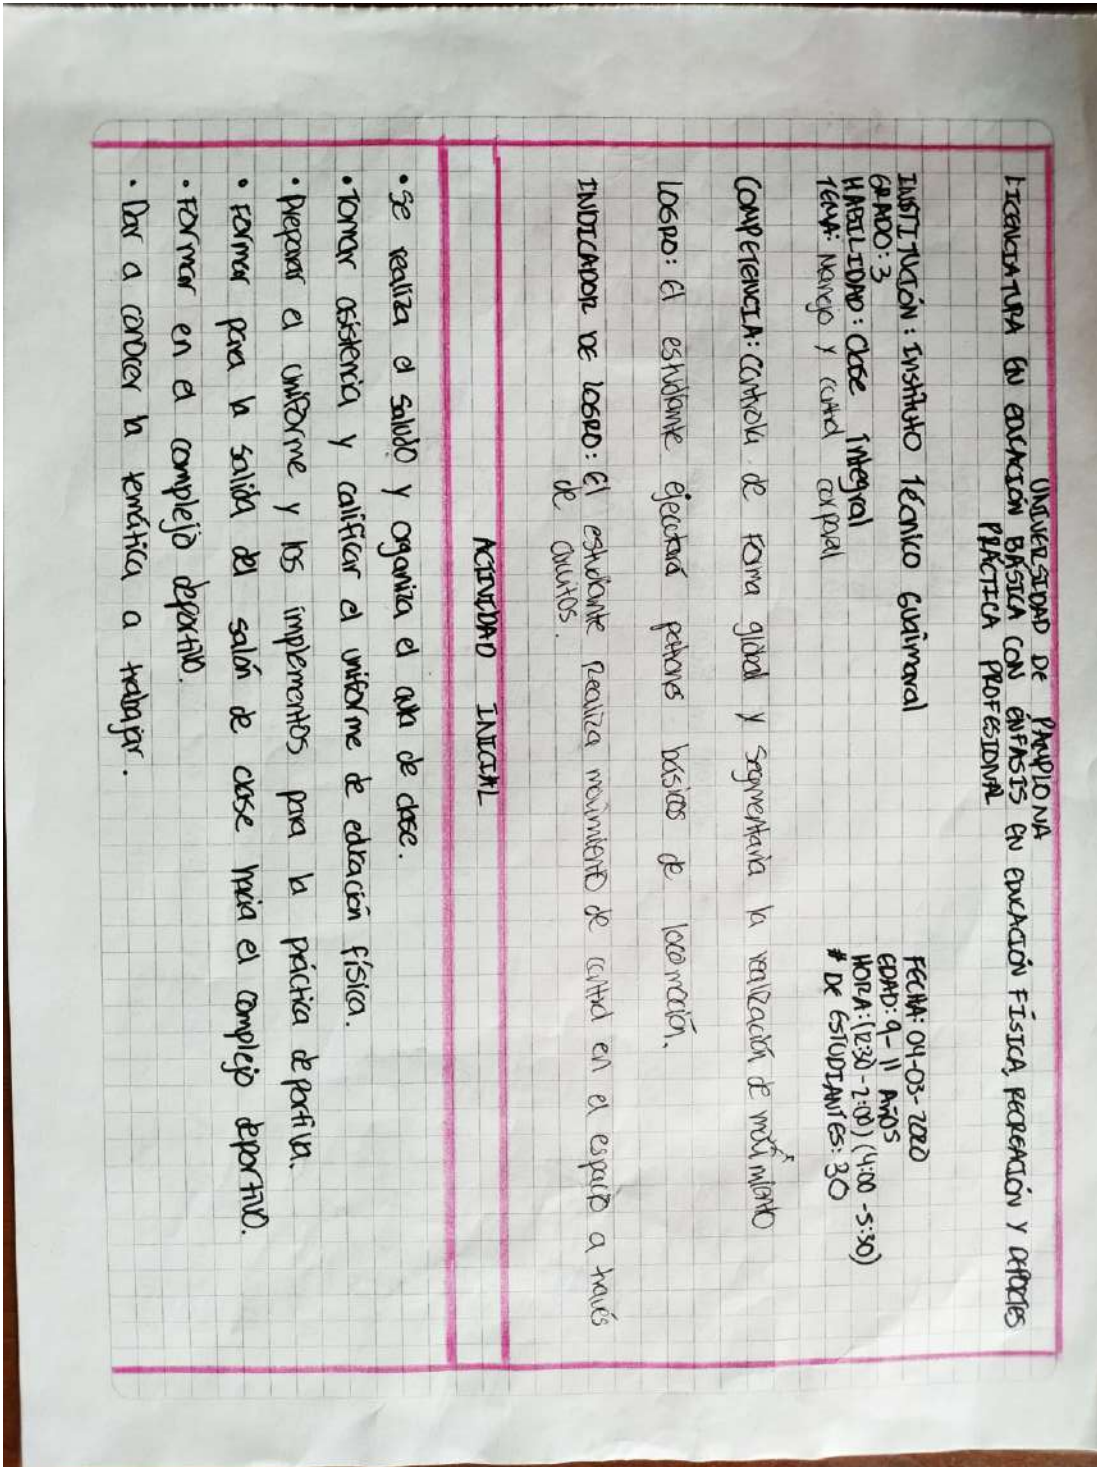 UNIVERSIDAD DE PAMPLONA
LICENCIATURA EN EDUCACIÓN BÁSICA CON ÉNFASIS EN EDUCACIÓN FÍSICA, RECREACIÓN Y DEPORTES
PRÁCTICA PROFESIONAL
INSTITUCIÓN: Instituto Técnico Guaimaral
FECHA: 04-03-2020
GRADO: 3
EDAD: 9-11 AÑOS
HABILIDAD: Clase Integral
HORA: (12:30-2:00) (4:00-5:30)
TEMA: Manejo y control corporal
# DE ESTUDIANTES: 30
COMPETENCIA: Controla de forma global y segmentaria la realización de movimiento
LOGRO: El estudiante ejecutará patrones básicos de locomoción.
INDICADOR DE LOGRO: El estudiante Realiza movimiento de control en el espacio a través
de circuitos.
ACTIVIDAD INICIAL
• Se realiza el saludo y organiza el aula de clase.
• Tomar asistencia y calificar el uniforme de educación física.
• Preparar el uniforme y los implementos para la práctica deportiva.
• Formar para la salida del salón de clase hacia el complejo deportivo.
• Formar en el complejo deportivo.
• Dar a conocer la temática a trabajar.